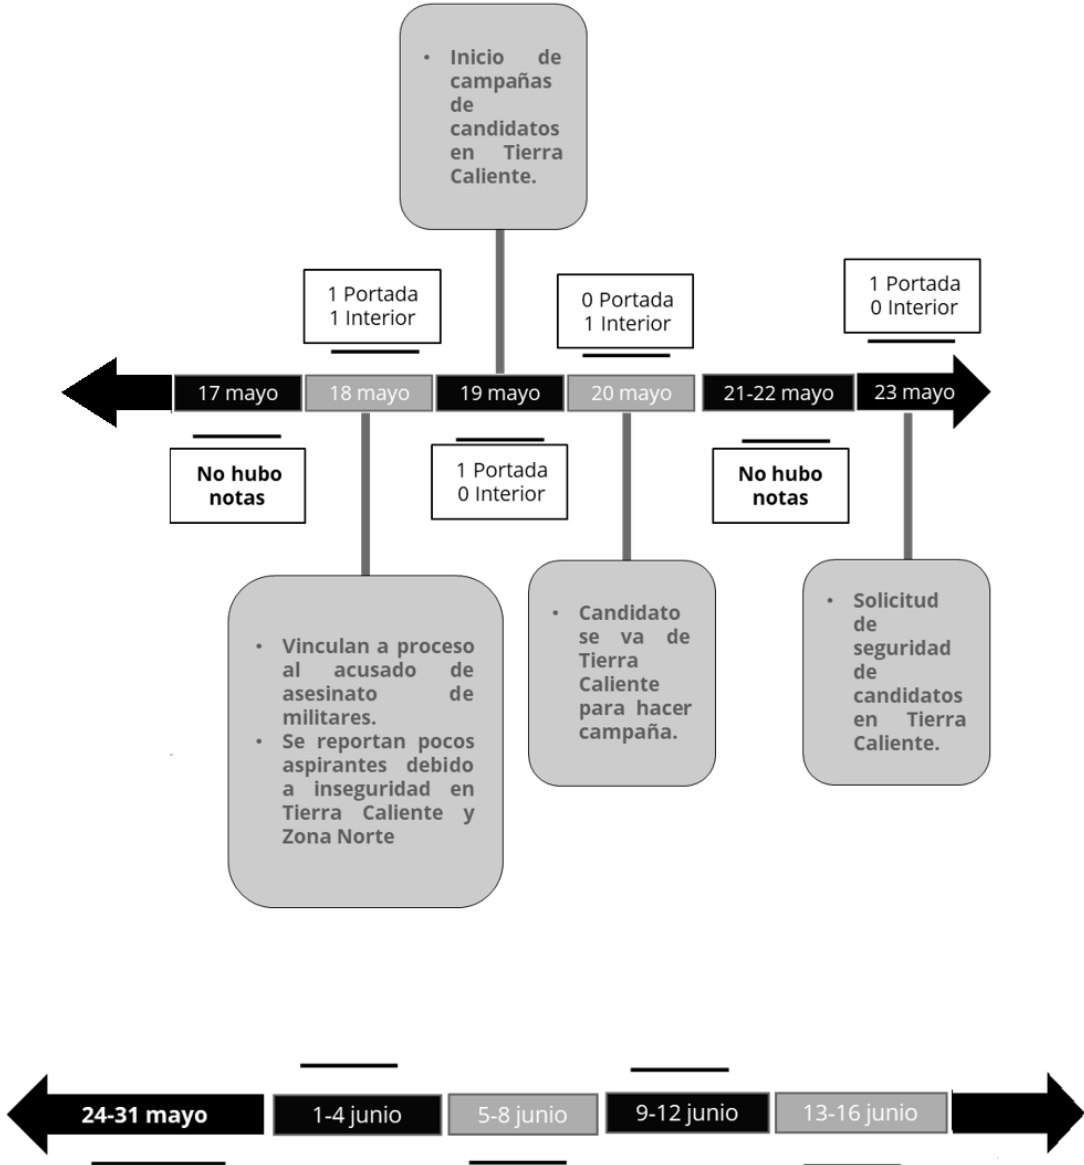 • Inicio de
campañas
de
candidatos
en Tierra
Caliente.
1 Portada
1 Interior
0 Portada
1 Interior
1 Portada
0 Interior
17 mayo
18 mayo
19 mayo
20 mayo
21-22 mayo
23 mayo
No hubo
notas
1 Portada
0 Interior
No hubo
notas
• Vinculan a proceso
al acusado de
asesinato de
militares.
• Se reportan pocos
aspirantes debido
a inseguridad en
Tierra Caliente y
Zona Norte
• Candidato
se va de
Tierra
Caliente
para hacer
campaña.
• Solicitud
de
seguridad
de
candidatos
en Tierra
Caliente.
24-31 mayo
1-4 junio
5-8 junio
9-12 junio
13-16 junio